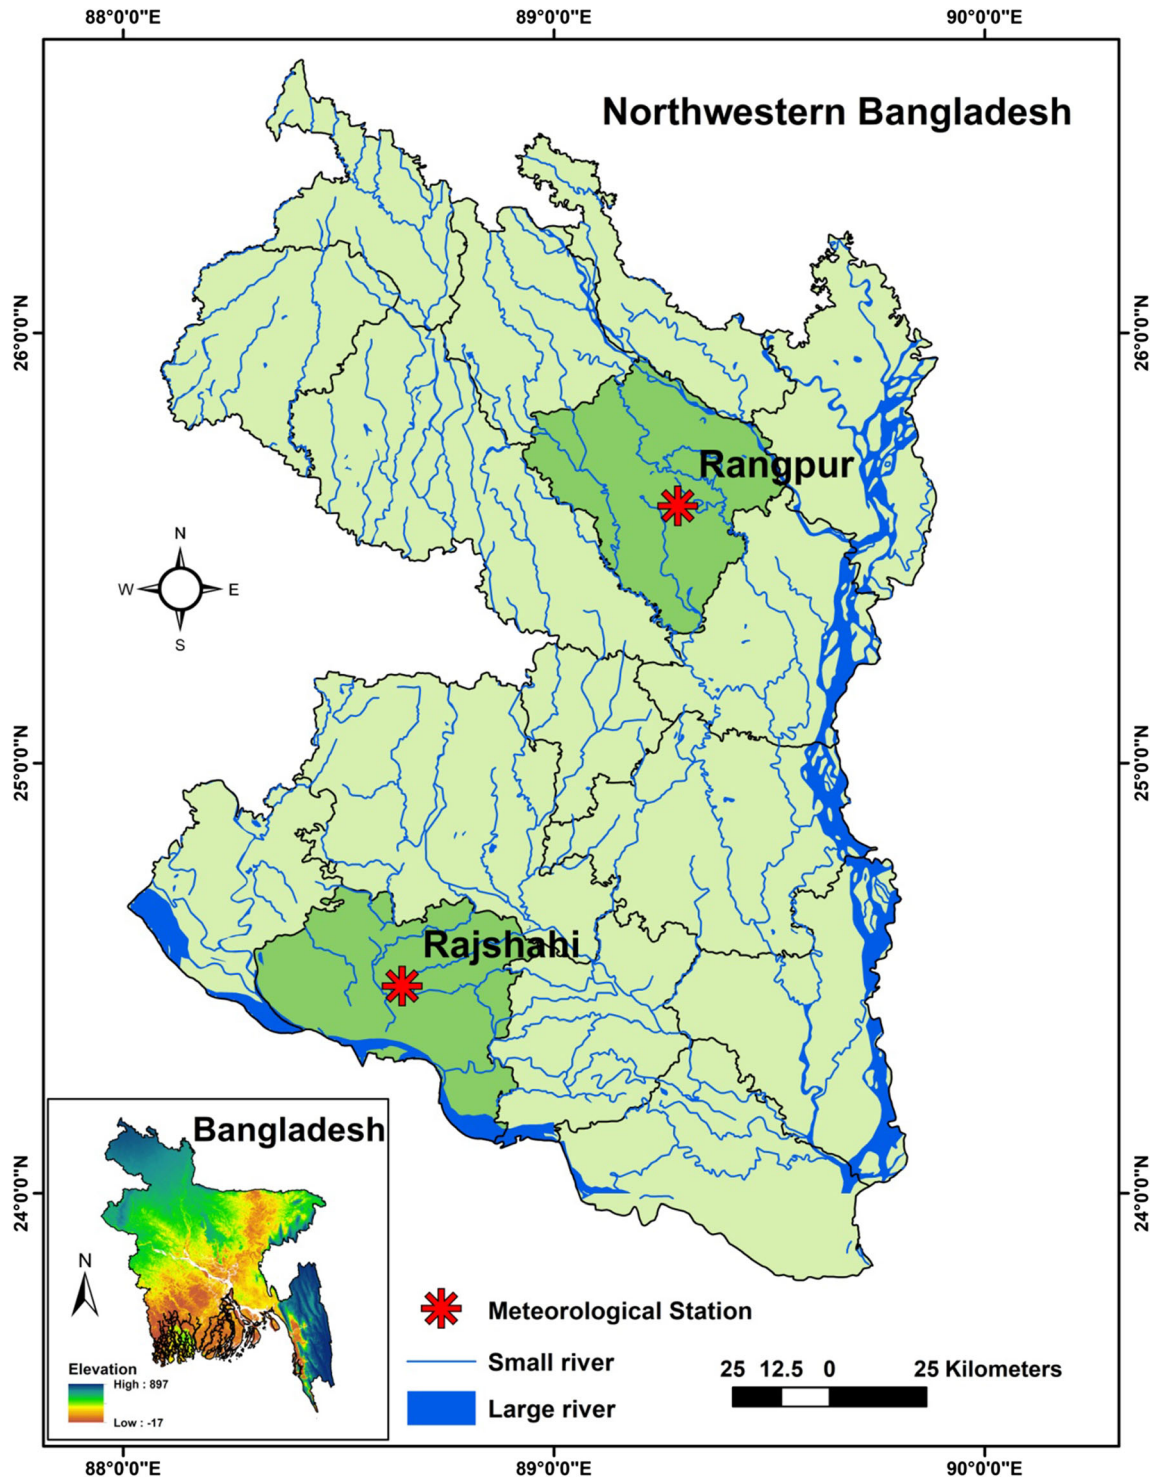 88°0'0"E 89°0'0"E 90°0'0"E
Northwestern Bangladesh
26°0'0"N 26°0'0"N
Rangpur
N
W E
S
25°0'0"N 25°0'0"N
Rajshahi
Bangladesh
24°0'0"N 24°0'0"N
N
Elevation
High : 897
Low : -17
Meteorological Station
Small river
Large river
25 12.5 0 25 Kilometers
88°0'0"E 89°0'0"E 90°0'0"E